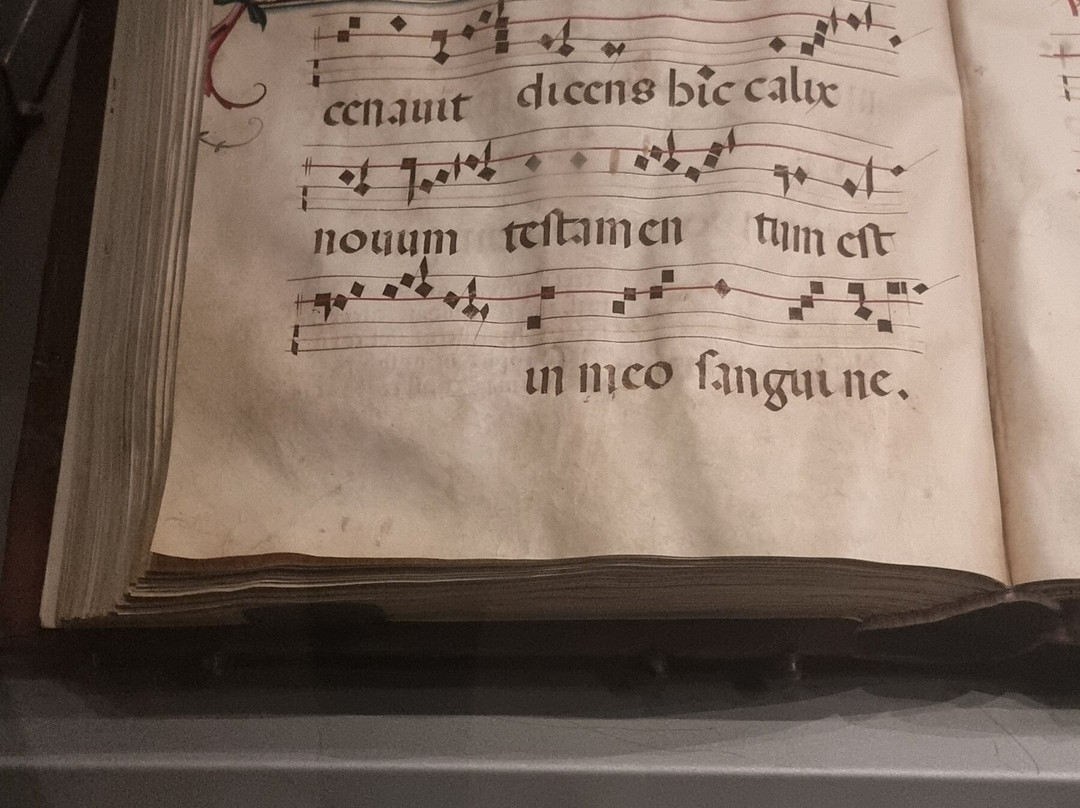 cenauit dicens hic calix
nouum testamen tum est
in meo sanguine.